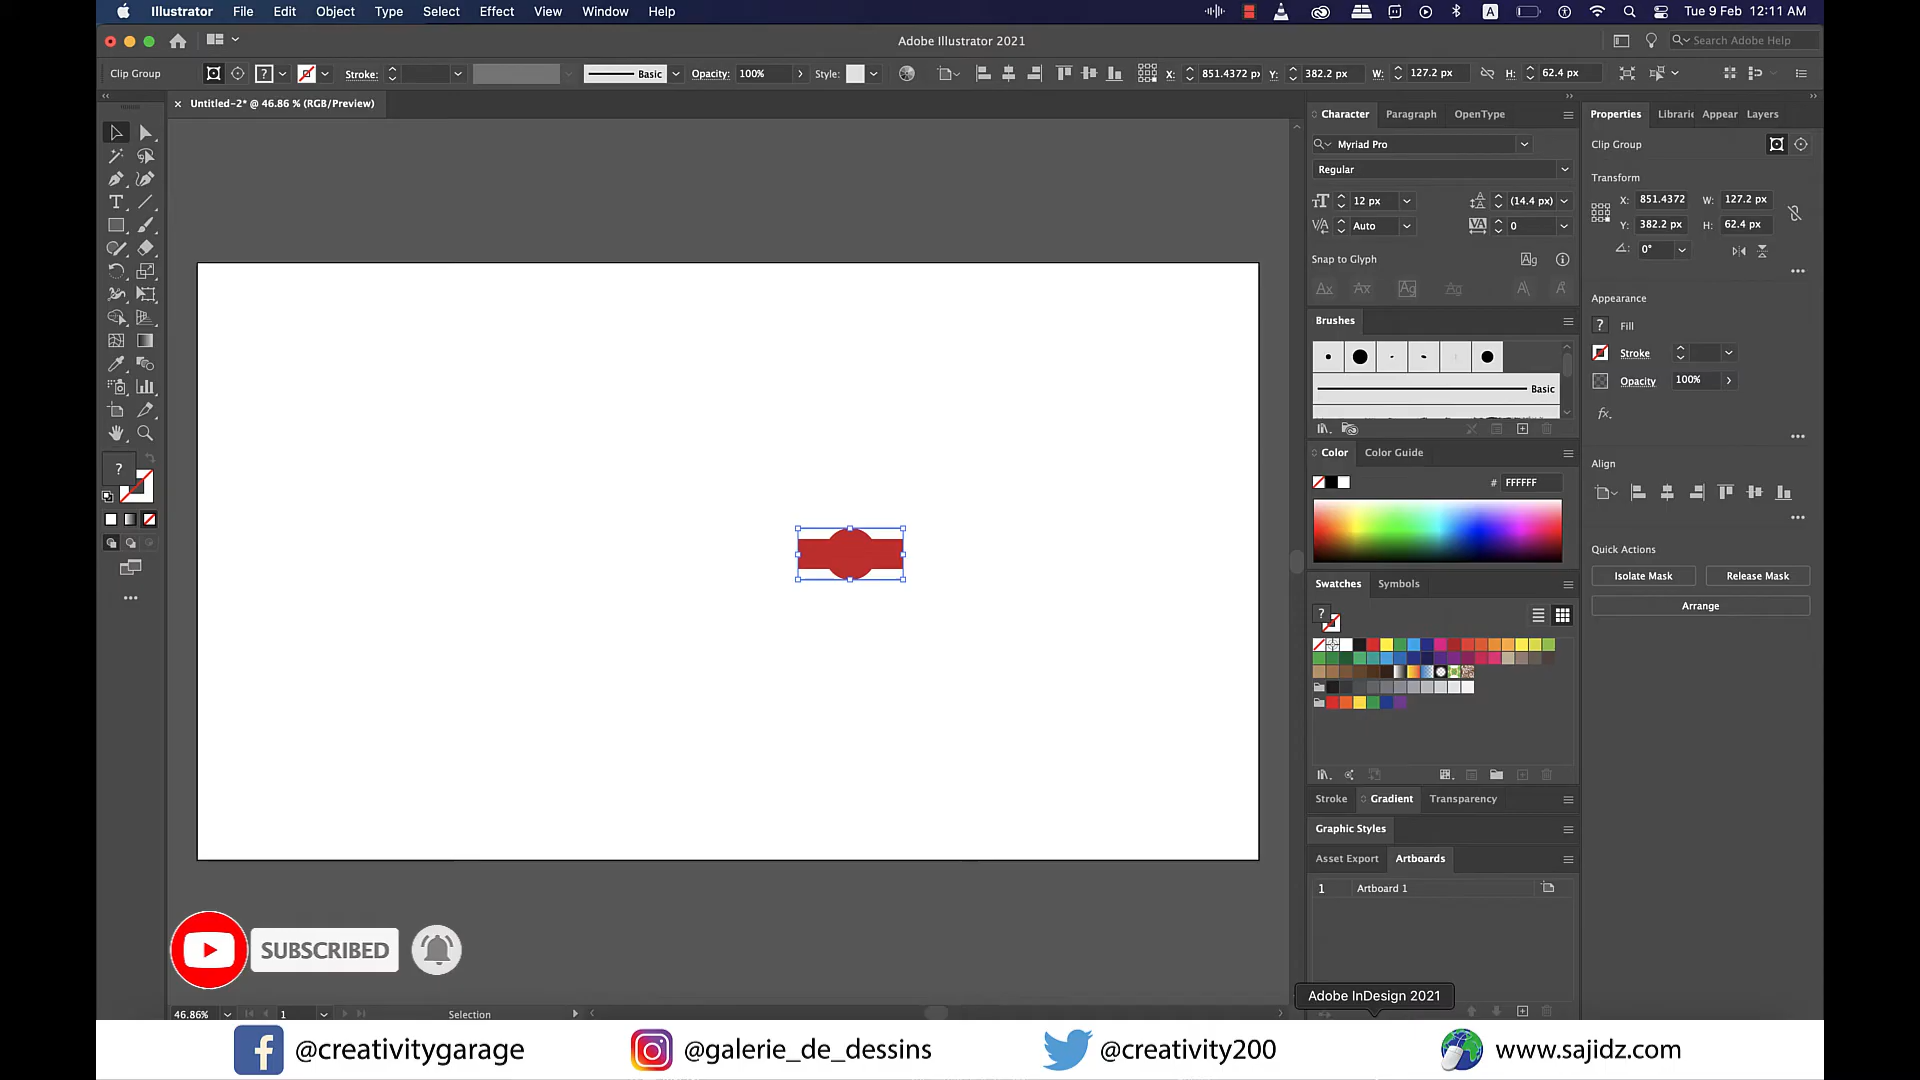 Illustrator File Edit Object Type Select Effect View Window Help A Tue 9 Feb 12:11 AM
Adobe Illustrator 2021 Search Adobe Help
Clip Group ? Stroke: Basic Opacity: 100% Style: X: 851.4372 px Y: 382.2 px W: 127.2 px H: 62.4 px
× Untitled-2* @ 46.86 % (RGB/Preview)
Character Paragraph OpenType
Myriad Pro
Regular
12 px (14.4 px)
Auto 0
Snap to Glyph
Brushes
Basic
Color Color Guide
# FFFFFF
Swatches Symbols
?
Stroke Gradient Transparency
Graphic Styles
Asset Export Artboards
1 Artboard 1
Properties Librarie Appear Layers
Clip Group
Transform
X: 851.4372 W: 127.2 px
Y: 382.2 px H: 62.4 px
0°
Appearance
? Fill
Stroke
Opacity 100%
fx.
Align
Quick Actions
Isolate Mask Release Mask
Arrange
?
SUBSCRIBED
Adobe InDesign 2021
46.86% 1 Selection
@creativitygarage @galerie_de_dessins @creativity200 www.sajidz.com